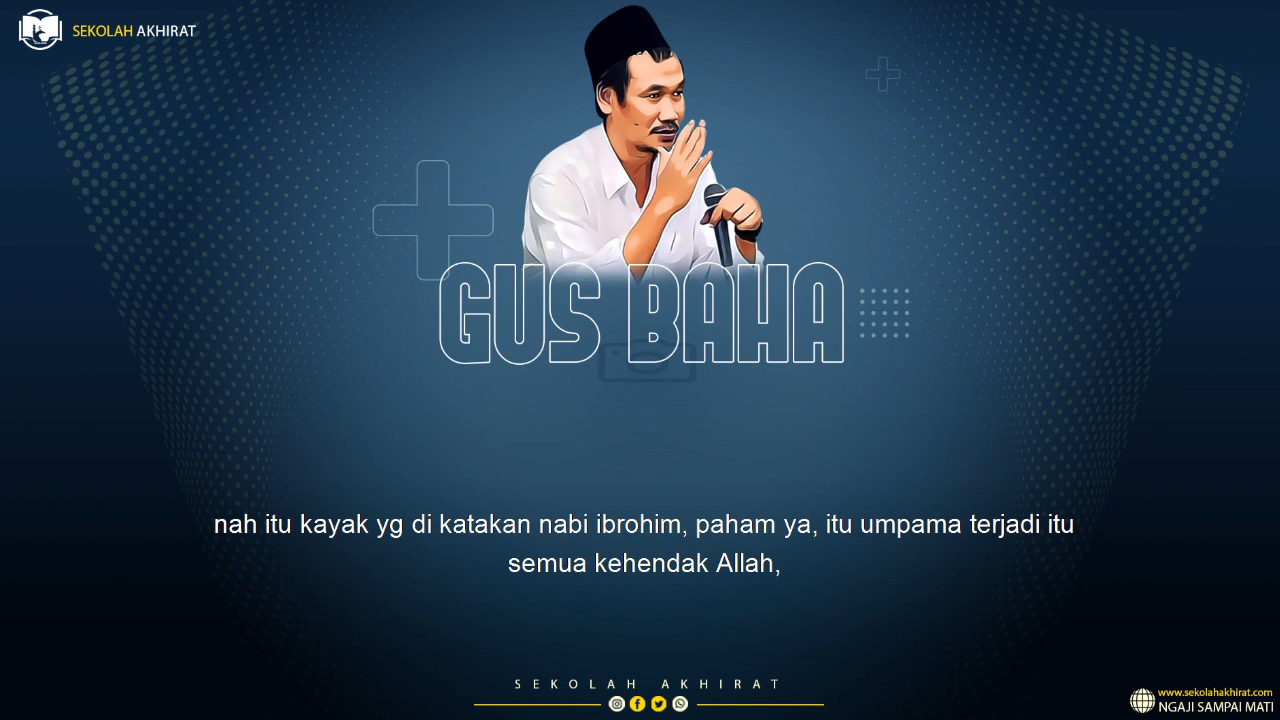 SEKOLAH AKHIRAT
GUS BAHA
nah itu kayak yg di katakan nabi ibrohim, paham ya, itu umpama terjadi itu
semua kehendak Allah,
SEKOLAH AKHIRAT
www.sekolahakhirat.com
NGAJI SAMPAI MATI